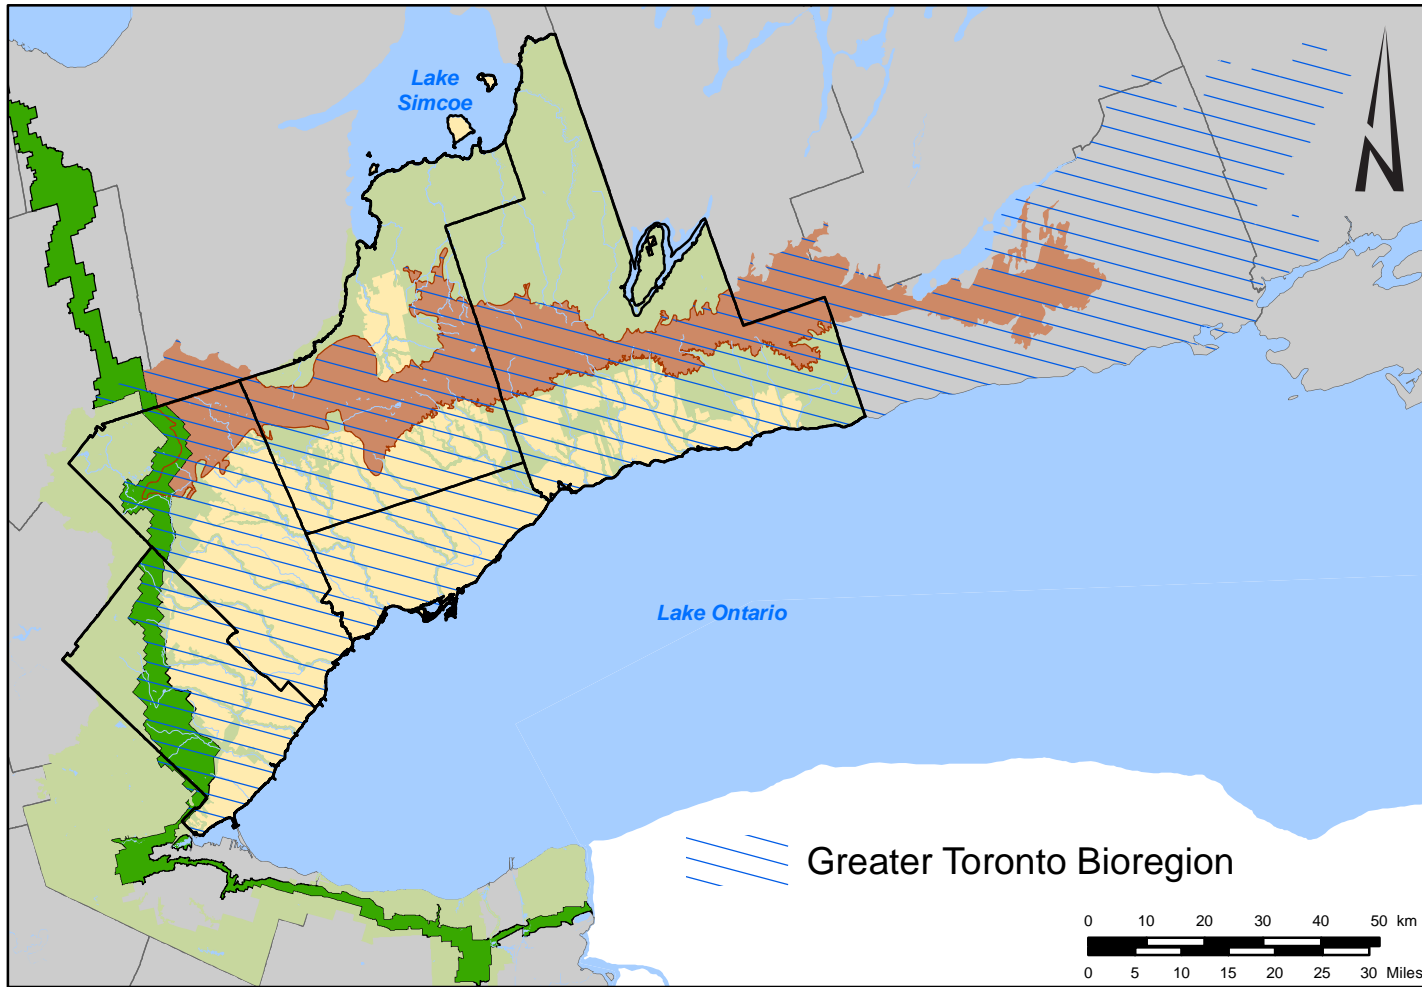 Lake
Simcoe
N
Lake Ontario
Greater Toronto Bioregion
0 10 20 30 40 50 km
0 5 10 15 20 25 30 Miles